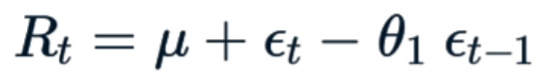 R_t = μ + ϵ_t − θ_1 ϵ_{t−1}